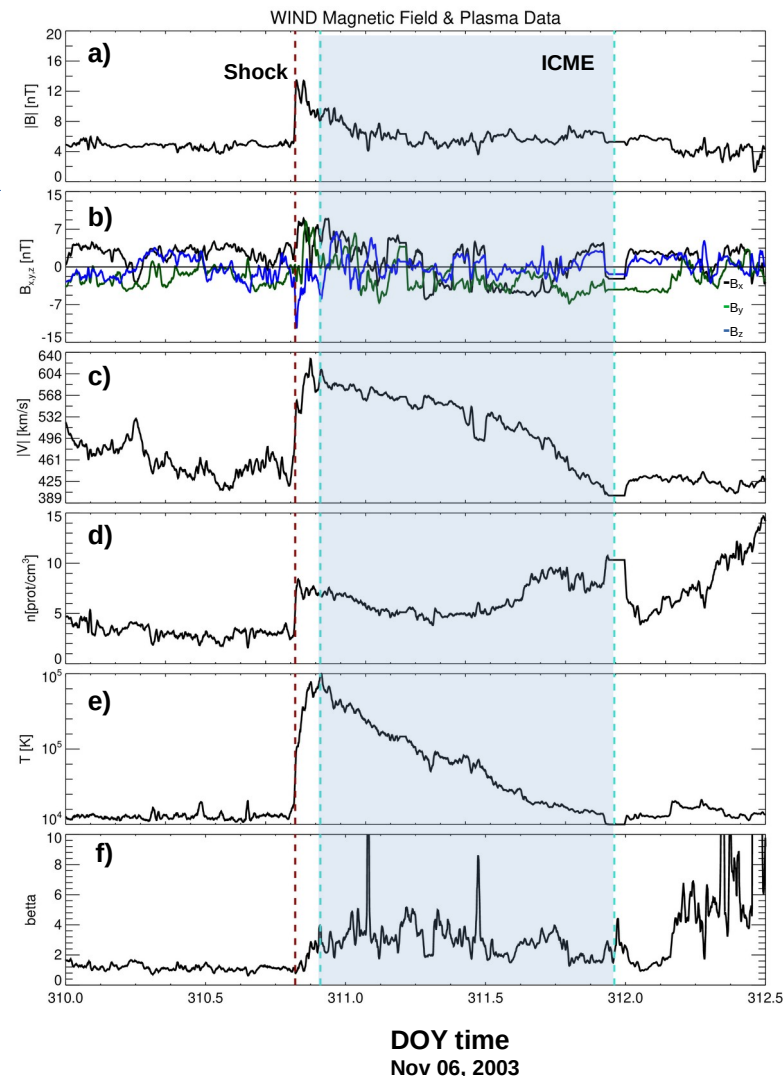 WIND Magnetic Field & Plasma Data
a)
Shock
ICME
|B| [nT]
20
16
12
8
4
0
b)
Bx,y,z [nT]
15
7
0
-7
-15
Bx
By
Bz
c)
|V| [km/s]
640
604
568
532
496
461
425
389
d)
n[prot/cm³]
15
10
5
0
e)
T [K]
10⁵
10⁵
10⁴
f)
betta
10
8
6
4
2
0
310.0 310.5 311.0 311.5 312.0 312.5
DOY time
Nov 06, 2003